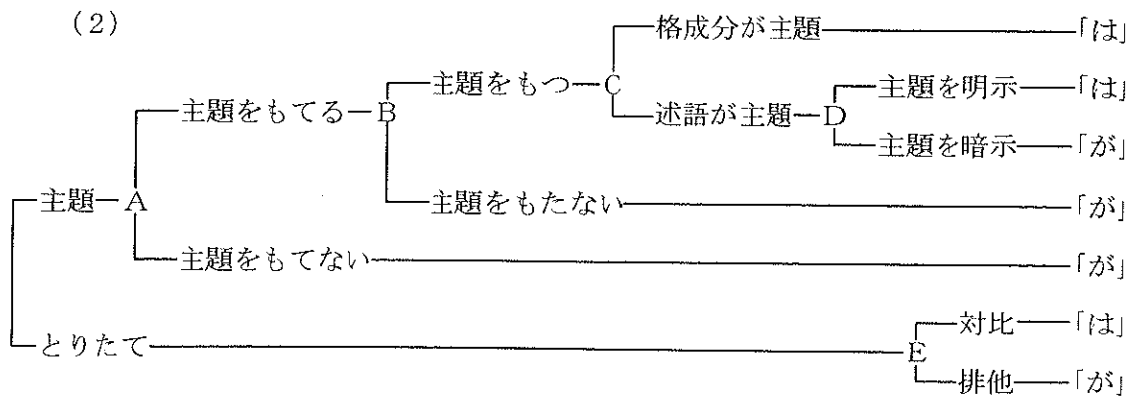 (2)
格成分が主題「は」
主題をもつ C
主題を明示「は」
主題をもてる B
述語が主題 D
主題を暗示「が」
主題 A
主題をもたない「が」
主題をもてない「が」
対比「は」
とりたて E
排他「が」